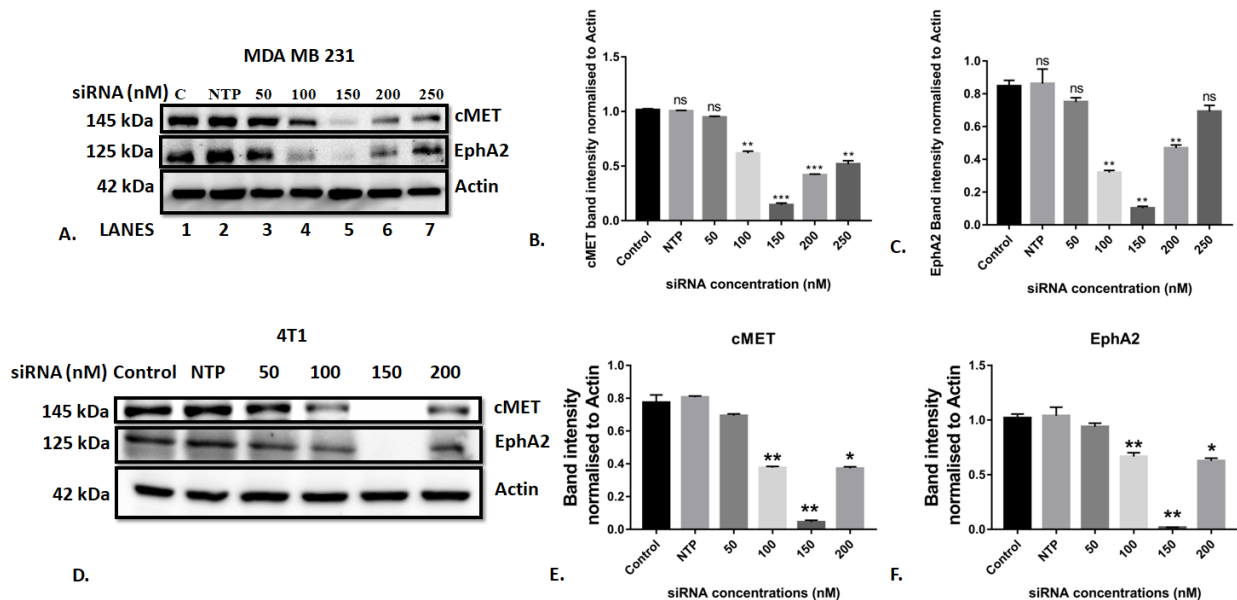 MDA MB 231
siRNA (nM) C NTP 50 100 150 200 250
145 kDa cMET
125 kDa EphA2
42 kDa Actin
A. LANES 1 2 3 4 5 6 7
cMET band intensity normalised to Actin
1.5
1.0
0.5
0.0
ns ns ** *** *** **
Control NTP 50 100 150 200 250
siRNA concentration (nM)
B.
EphA2 Band intensity normalised to Actin
1.0
0.8
0.6
0.4
0.2
0.0
ns ns ** ** ** ns
Control NTP 50 100 150 200 250
siRNA concentration (nM)
C.
4T1
siRNA (nM) Control NTP 50 100 150 200
145 kDa cMET
125 kDa EphA2
42 kDa Actin
D.
cMET
Band intensity
normalised to Actin
1.0
0.8
0.6
0.4
0.2
0.0
** ** *
Control NTP 50 100 150 200
siRNA concentrations (nM)
E.
EphA2
Band intensity
normalised to Actin
1.5
1.0
0.5
0.0
** ** *
Control NTP 50 100 150 200
siRNA concentrations (nM)
F.